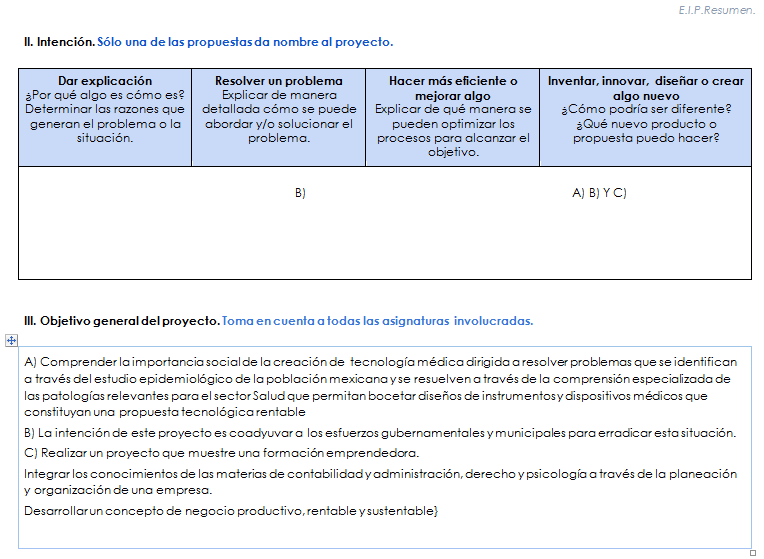 E.I.P.Resumen.
II. Intención. Sólo una de las propuestas da nombre al proyecto.
Dar explicación
¿Por qué algo es cómo es?
Determinar las razones que
generan el problema o la
situación.
Resolver un problema
Explicar de manera
detallada cómo se puede
abordar y/o solucionar el
problema.
Hacer más eficiente o
mejorar algo
Explicar de qué manera se
pueden optimizar los
procesos para alcanzar el
objetivo.
Inventar, innovar, diseñar o crear
algo nuevo
¿Cómo podría ser diferente?
¿Qué nuevo producto o
propuesta puedo hacer?
B)
A) B) Y C)
III. Objetivo general del proyecto. Toma en cuenta a todas las asignaturas involucradas.
A) Comprender la importancia social de la creación de tecnología médica dirigida a resolver problemas que se identifican
a través del estudio epidemiológico de la población mexicana y se resuelven a través de la comprensión especializada de
las patologías relevantes para el sector Salud que permitan bocetar diseños de instrumentos y dispositivos médicos que
constituyan una propuesta tecnológica rentable
B) La intención de este proyecto es coadyuvar a los esfuerzos gubernamentales y municipales para erradicar esta situación.
C) Realizar un proyecto que muestre una formación emprendedora.
Integrar los conocimientos de las materias de contabilidad y administración, derecho y psicología a través de la planeación
y organización de una empresa.
Desarrollar un concepto de negocio productivo, rentable y sustentable}